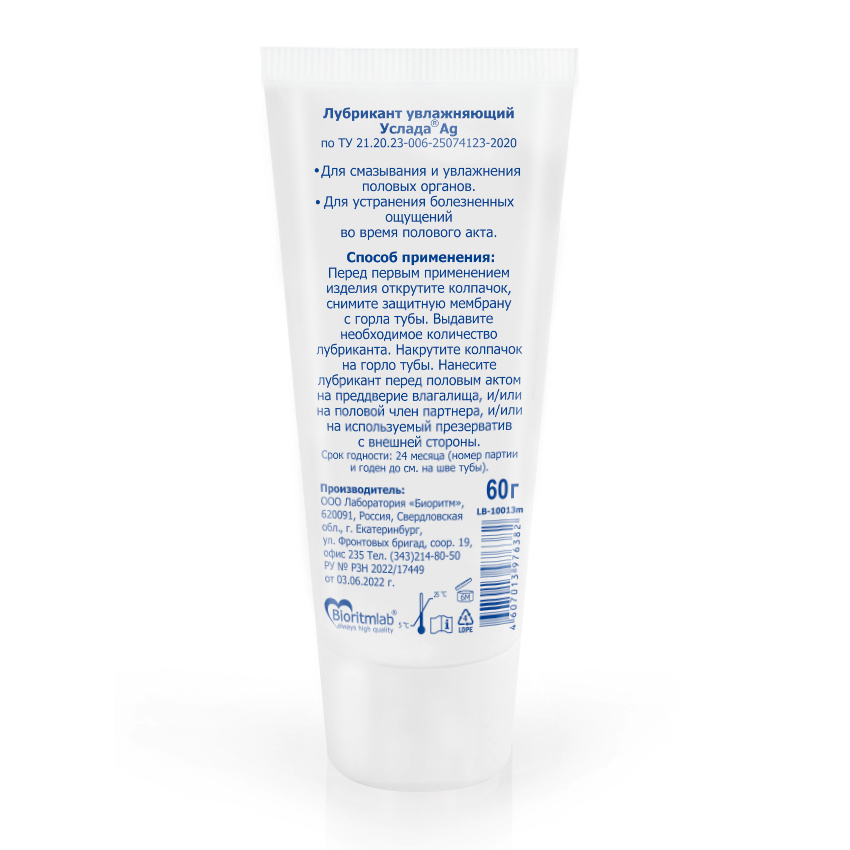 Лубрикант увлажняющий
Услада®Ag
по ТУ 21.20.23-006-25074123-2020
•Для смазывания и увлажнения
половых органов.
• Для устранения болезненных
ощущений
во время полового акта.
Способ применения:
Перед первым применением
изделия открутите колпачок,
снимите защитную мембрану
с горла тубы. Выдавите
необходимое количество
лубриканта. Накрутите колпачок
на горло тубы. Нанесите
лубрикант перед половым актом
на преддверие влагалища, и/или
на половой член партнера, и/или
на используемый презерватив
с внешней стороны.
Срок годности: 24 месяца (номер партии
и годен до см. на шве тубы).
Производитель:
ООО Лаборатория «Биоритм»,
620091, Россия, Свердловская
обл., г. Екатеринбург,
ул. Фронтовых бригад, соор. 19,
офис 235 Тел. (343)214-80-50
РУ № РЗН 2022/17449
от 03.06.2022 г.
60г
LB-10013m
4 607013 976382
Bioritmlab®
always high quality
5 °C
25 °C
6M
4
LDPE